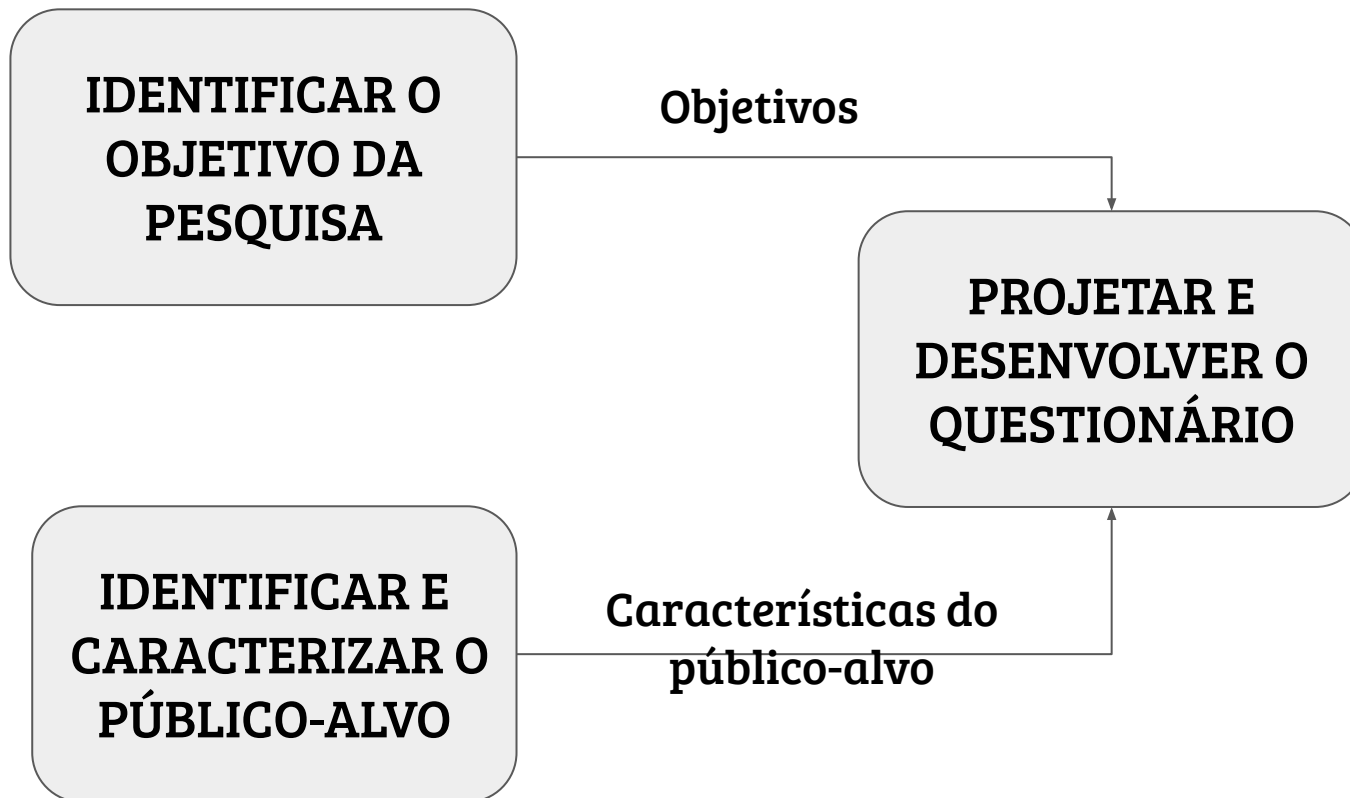 IDENTIFICAR O
OBJETIVO DA
PESQUISA
Objetivos
PROJETAR E
DESENVOLVER O
QUESTIONÁRIO
IDENTIFICAR E
CARACTERIZAR O
PÚBLICO-ALVO
Características do
público-alvo